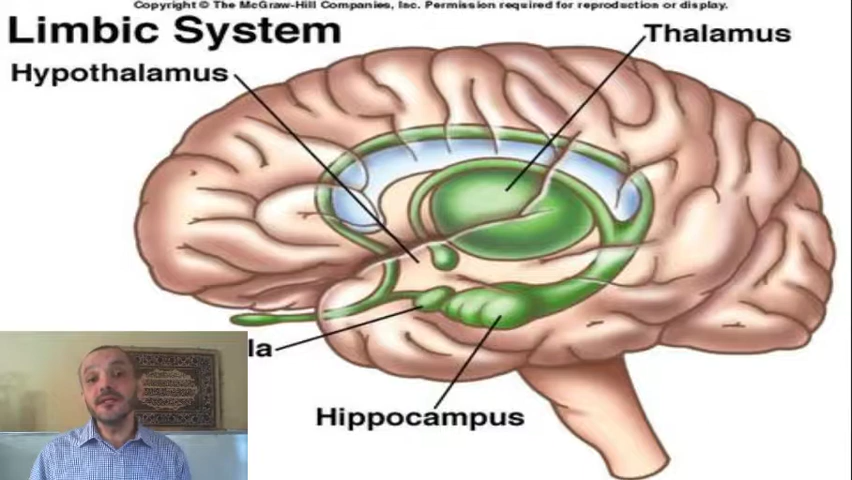 Copyright © The McGraw-Hill Companies, Inc. Permission required for reproduction or display.
Limbic System
Thalamus
Hypothalamus
la
Hippocampus